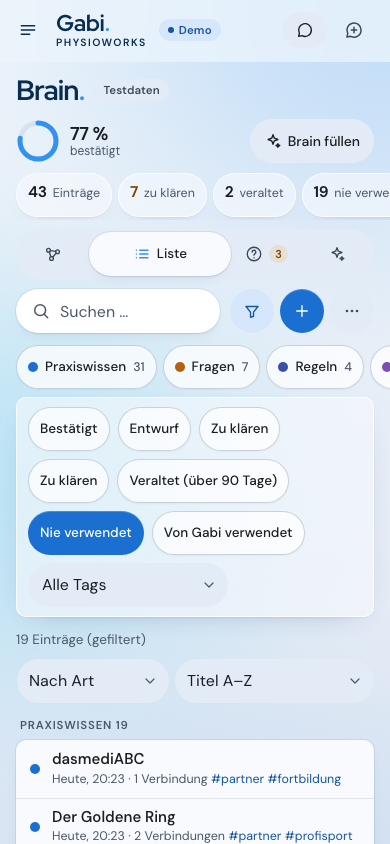 Gabi.
PHYSIOWORKS
Demo
Brain.
Testdaten
77 %
bestätigt
Brain füllen
43 Einträge
7 zu klären
2 veraltet
19 nie verwe
Liste
3
Suchen ...
Praxiswissen 31
Fragen 7
Regeln 4
Bestätigt
Entwurf
Zu klären
Zu klären
Veraltet (über 90 Tage)
Nie verwendet
Von Gabi verwendet
Alle Tags
19 Einträge (gefiltert)
Nach Art
Titel A–Z
PRAXISWISSEN 19
dasmediABC
Heute, 20:23 · 1 Verbindung #partner #fortbildung
Der Goldene Ring
Heute, 20:23 · 2 Verbindungen #partner #profisport